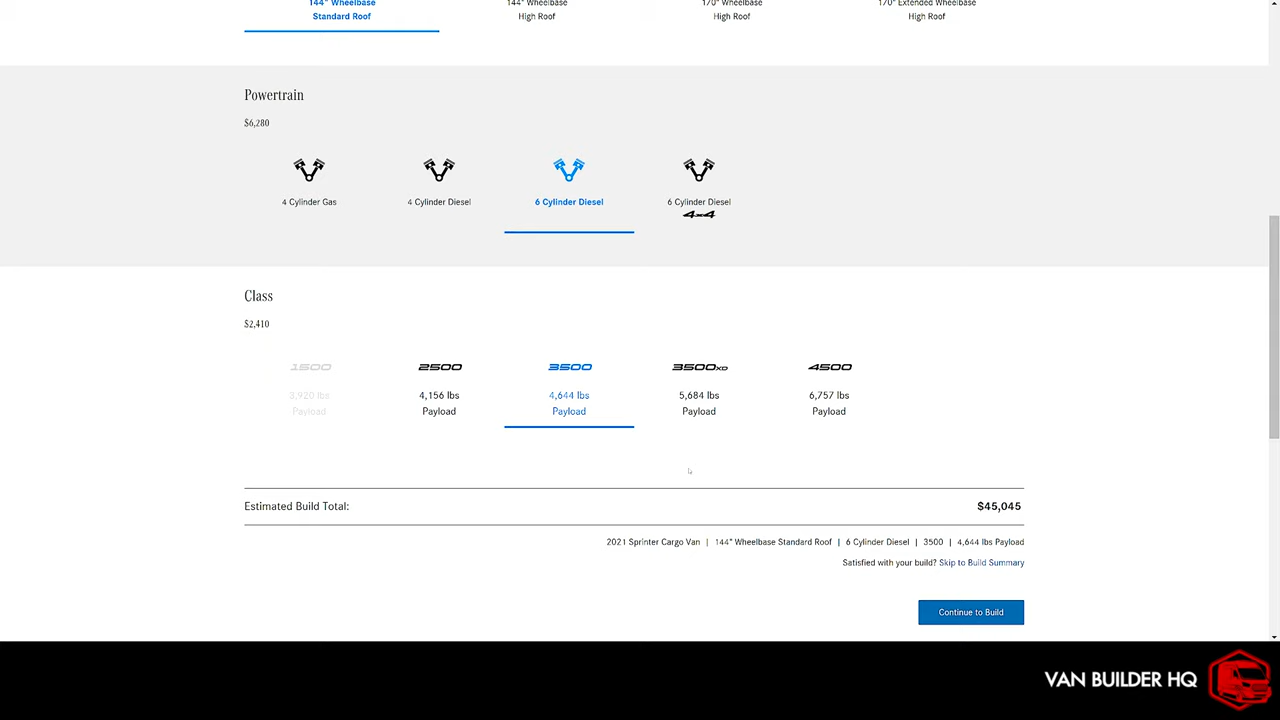 144" Wheelbase 144" Wheelbase 170" Wheelbase 170" Extended Wheelbase
Standard Roof High Roof High Roof High Roof
Powertrain
$6,280
4 Cylinder Gas 4 Cylinder Diesel 6 Cylinder Diesel 6 Cylinder Diesel
4x4
Class
$2,410
1500 2500 3500 3500XD 4500
3,920 lbs 4,156 lbs 4,644 lbs 5,684 lbs 6,757 lbs
Payload Payload Payload Payload Payload
Estimated Build Total: $45,045
2021 Sprinter Cargo Van | 144" Wheelbase Standard Roof | 6 Cylinder Diesel | 3500 | 4,644 lbs Payload
Satisfied with your build? Skip to Build Summary
Continue to Build
VAN BUILDER HQ